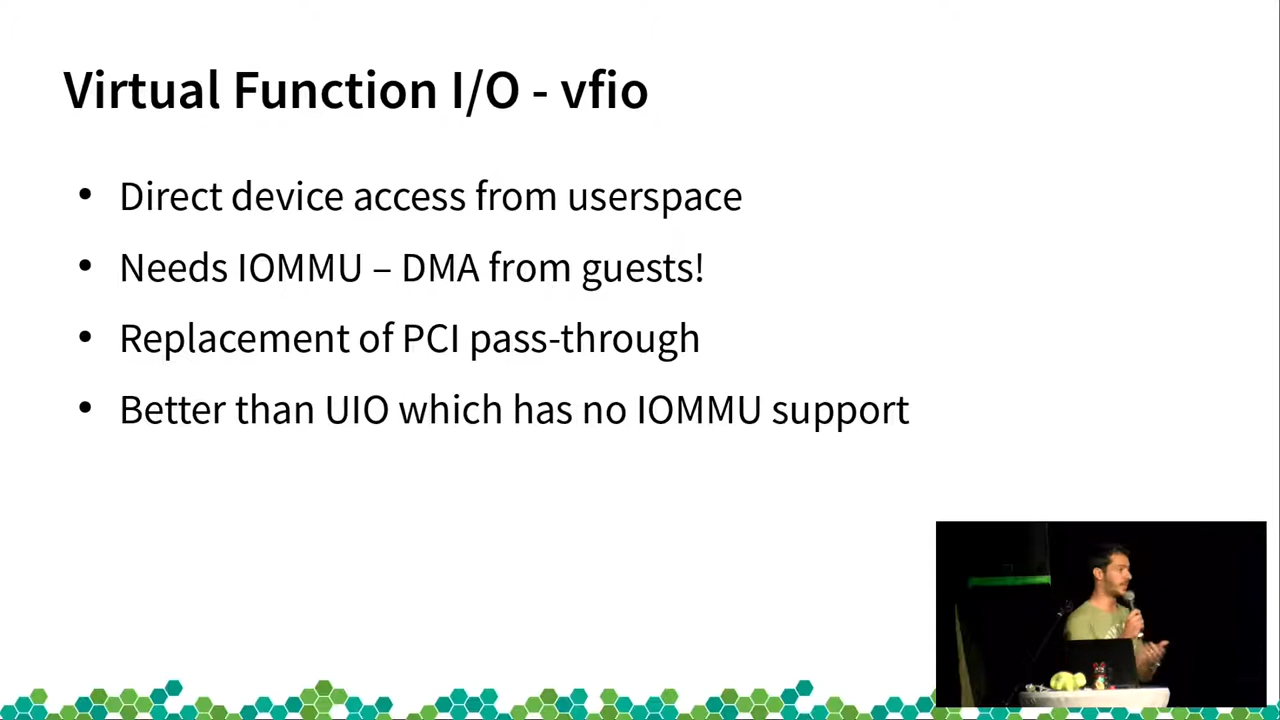 Virtual Function I/O - vfio
• Direct device access from userspace
• Needs IOMMU – DMA from guests!
• Replacement of PCI pass-through
• Better than UIO which has no IOMMU support